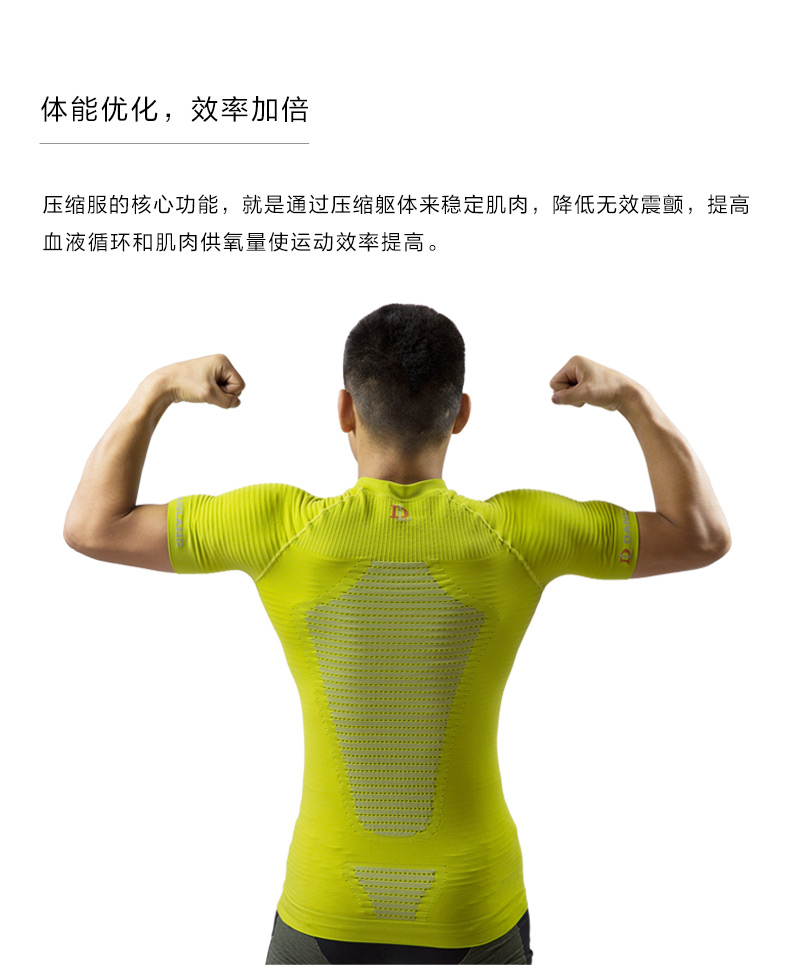 体能优化，效率加倍
压缩服的核心功能，就是通过压缩躯体来稳定肌肉，降低无效震颤，提高
血液循环和肌肉供氧量使运动效率提高。